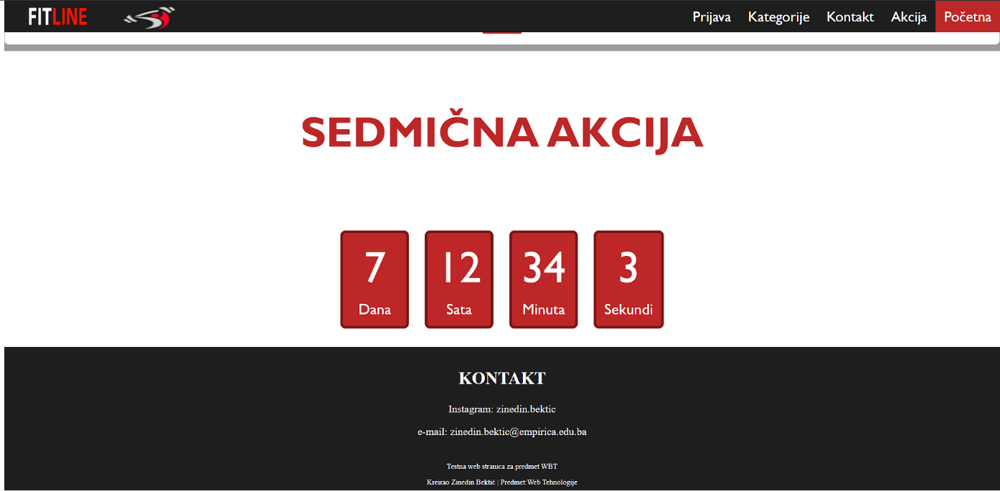 FITLINE
Prijava Kategorije Kontakt Akcija Početna
SEDMIČNA AKCIJA
7 12 34 3
Dana Sata Minuta Sekundi
KONTAKT
Instagram: zinedin.bektic
e-mail: zinedin.bektic@empirica.edu.ba
Testna web stranica za predmet WBT
Kreirao Zinedin Bektić | Predmet:Web Tehnologije